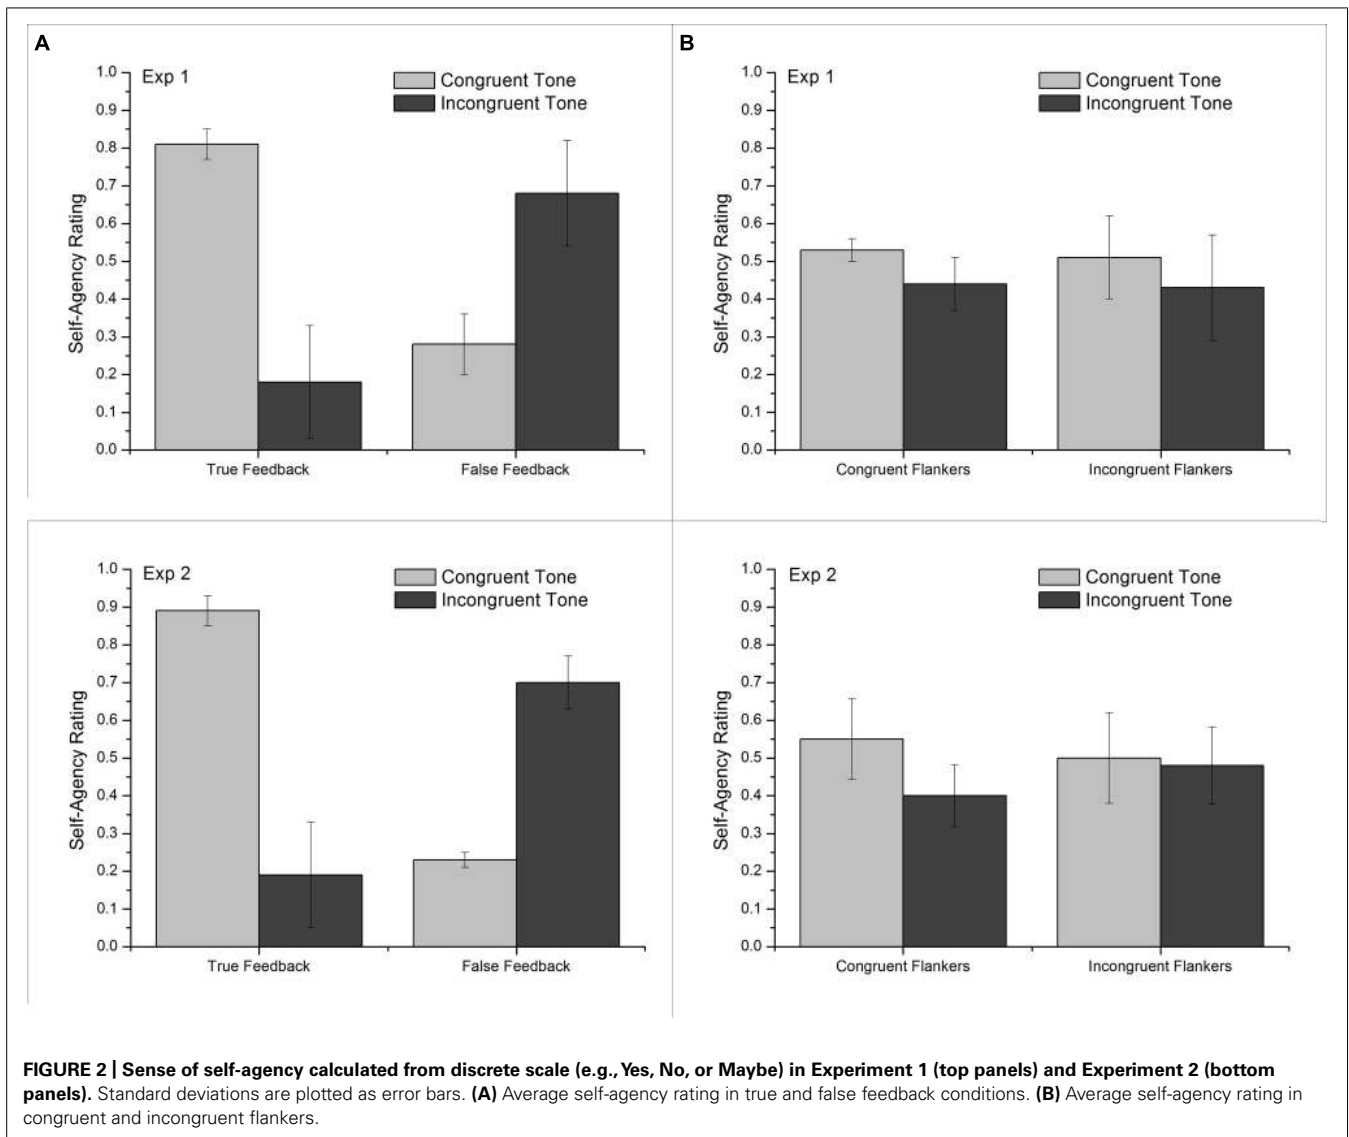 A
Exp 1
Congruent Tone
Incongruent Tone
1.0
0.9
0.8
0.7
0.6
0.5
0.4
0.3
0.2
0.1
0.0
Self-Agency Rating
True Feedback
False Feedback
B
Exp 1
Congruent Tone
Incongruent Tone
1.0
0.9
0.8
0.7
0.6
0.5
0.4
0.3
0.2
0.1
0.0
Self-Agency Rating
Congruent Flankers
Incongruent Flankers
Exp 2
Congruent Tone
Incongruent Tone
1.0
0.9
0.8
0.7
0.6
0.5
0.4
0.3
0.2
0.1
0.0
Self-Agency Rating
True Feedback
False Feedback
Exp 2
Congruent Tone
Incongruent Tone
1.0
0.9
0.8
0.7
0.6
0.5
0.4
0.3
0.2
0.1
0.0
Self-Agency Rating
Congruent Flankers
Incongruent Flankers
FIGURE 2 | Sense of self-agency calculated from discrete scale (e.g., Yes, No, or Maybe) in Experiment 1 (top panels) and Experiment 2 (bottom
panels). Standard deviations are plotted as error bars. (A) Average self-agency rating in true and false feedback conditions. (B) Average self-agency rating in
congruent and incongruent flankers.